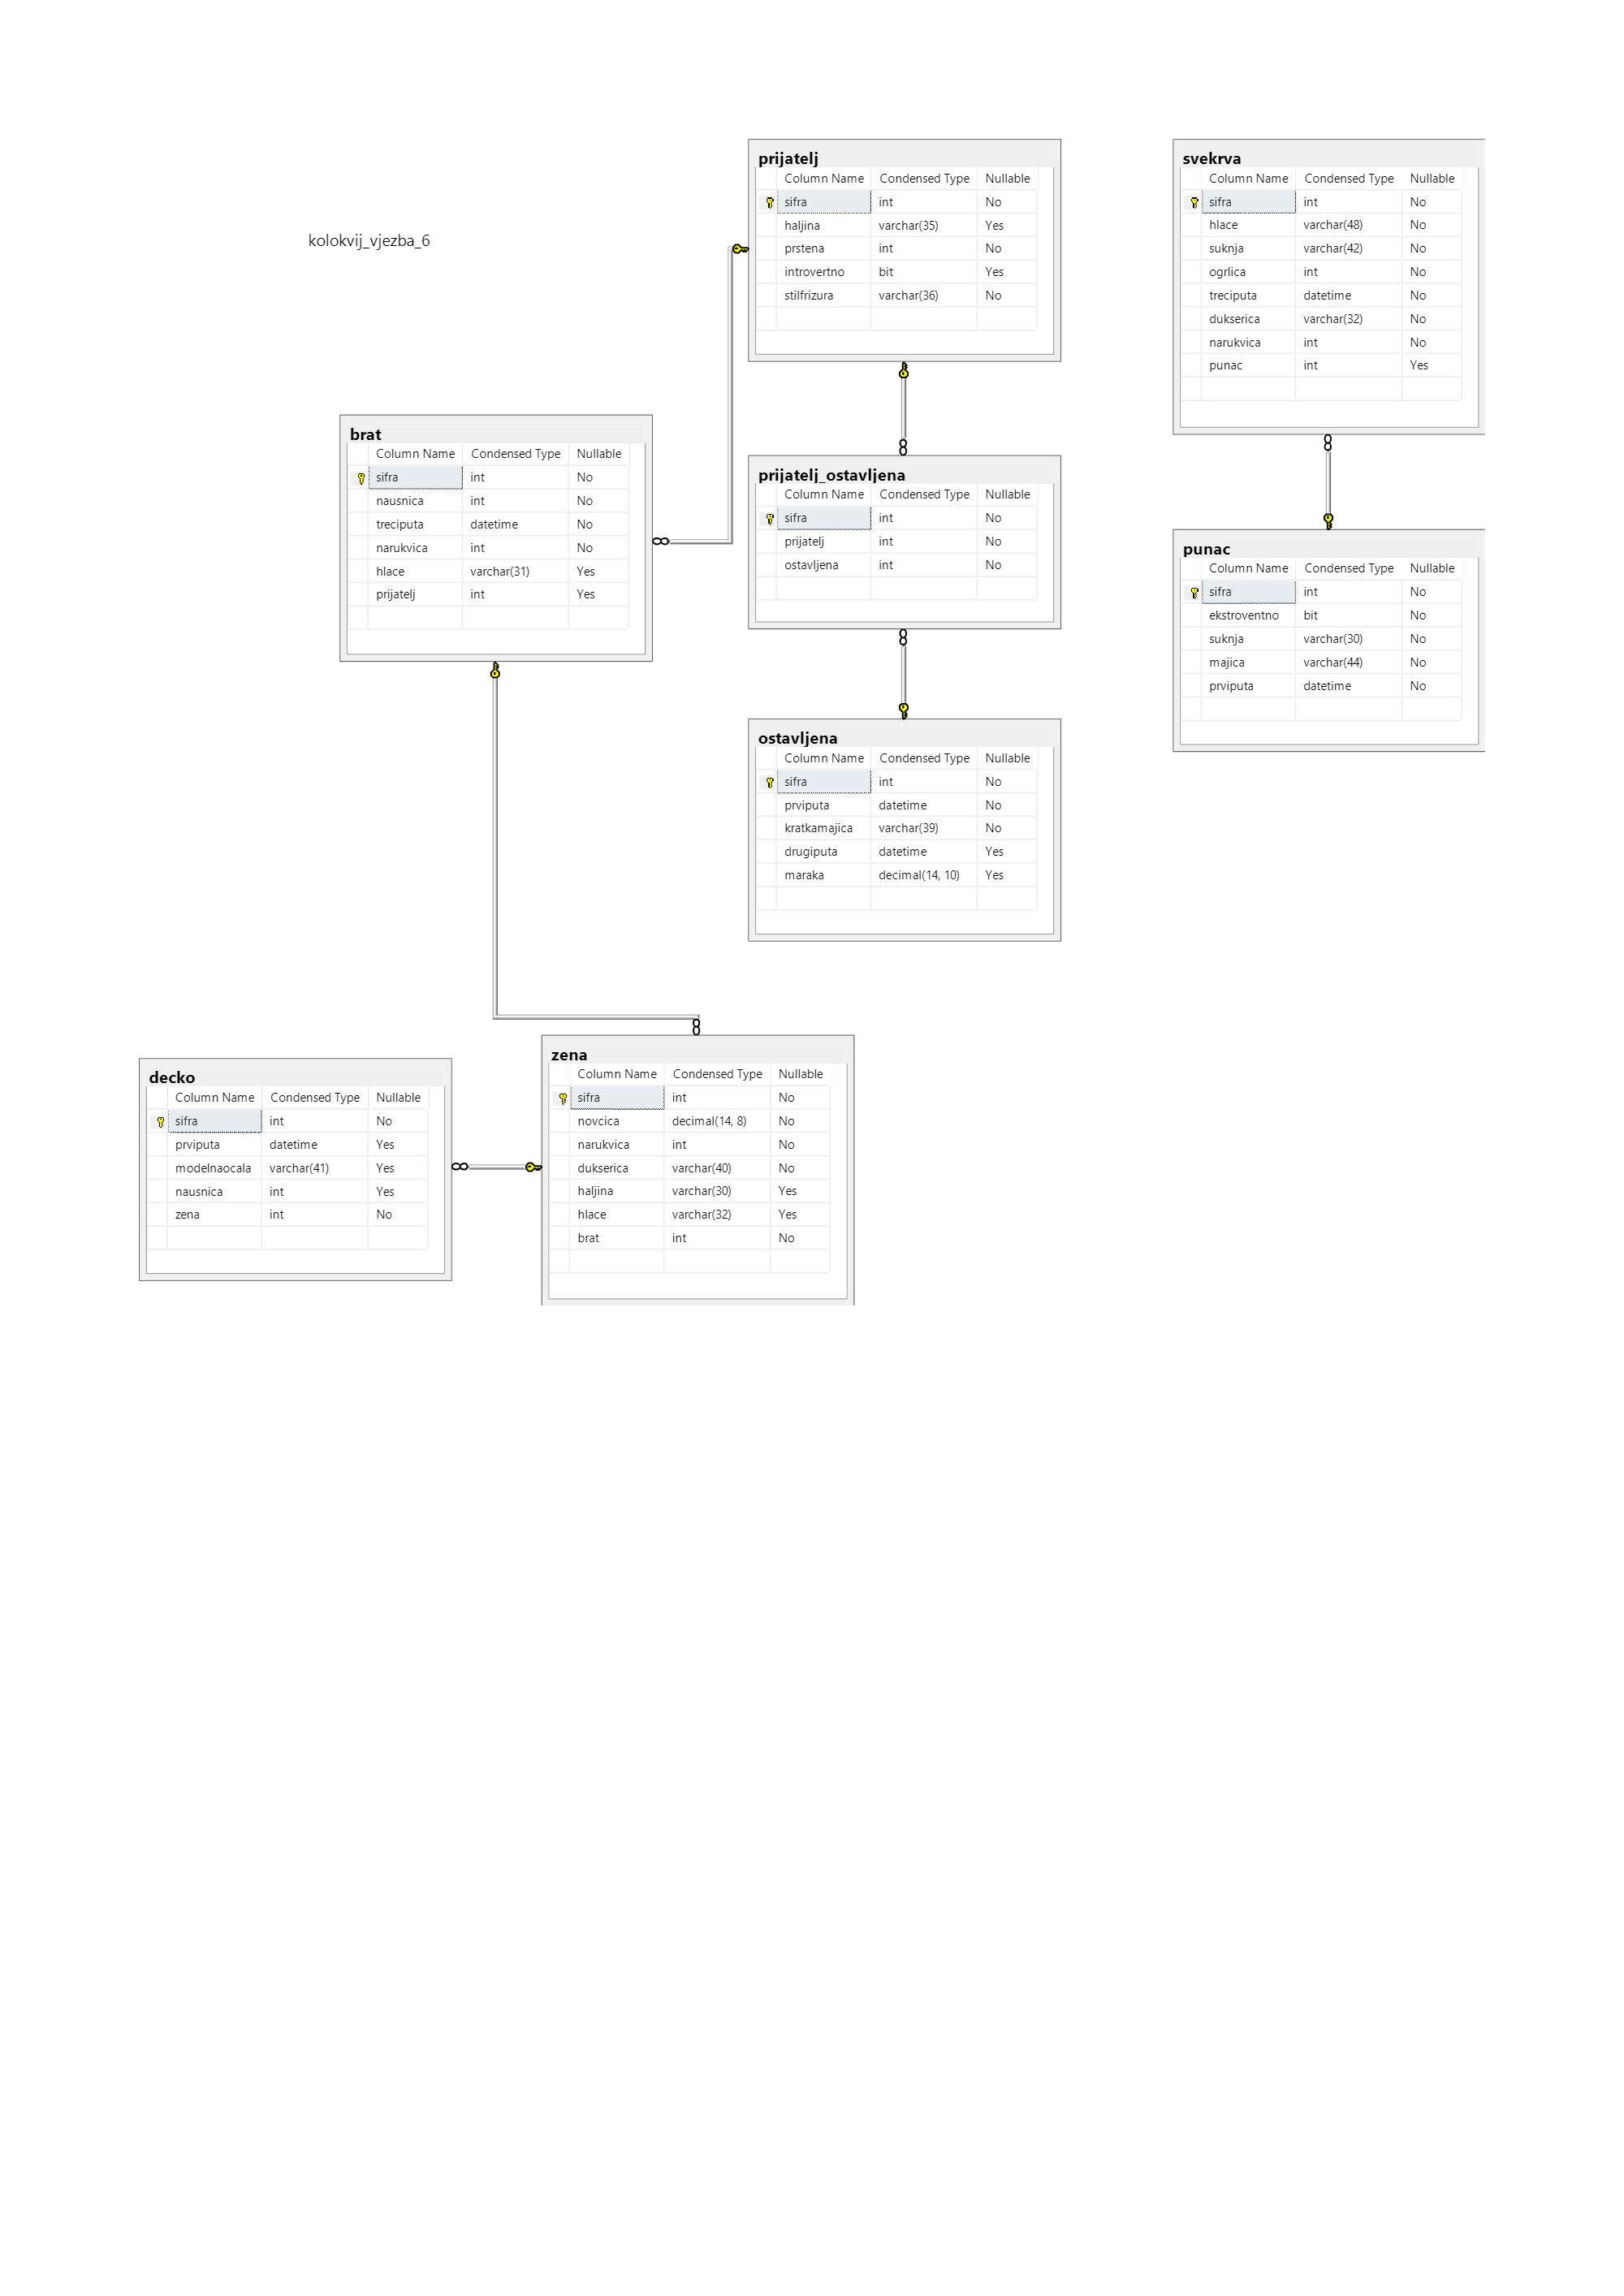 kolokvij_vjezba_6
prijatelj
Column Name Condensed Type Nullable
sifra int No
haljina varchar(35) Yes
prstena int No
introvertno bit Yes
stilfrizura varchar(36) No
svekrva
Column Name Condensed Type Nullable
sifra int No
hlace varchar(48) No
suknja varchar(42) No
ogrlica int No
treciputa datetime No
dukserica varchar(32) No
narukvica int No
punac int Yes
brat
Column Name Condensed Type Nullable
sifra int No
nausnica int No
treciputa datetime No
narukvica int No
hlace varchar(31) Yes
prijatelj int Yes
prijatelj_ostavljena
Column Name Condensed Type Nullable
sifra int No
prijatelj int No
ostavljena int No
punac
Column Name Condensed Type Nullable
sifra int No
ekstroventno bit No
suknja varchar(30) No
majica varchar(44) No
prviputa datetime No
ostavljena
Column Name Condensed Type Nullable
sifra int No
prviputa datetime No
kratkamajica varchar(39) No
drugiputa datetime Yes
maraka decimal(14, 10) Yes
decko
Column Name Condensed Type Nullable
sifra int No
prviputa datetime Yes
modelnaocala varchar(41) Yes
nausnica int Yes
zena int No
zena
Column Name Condensed Type Nullable
sifra int No
novcica decimal(14, 8) No
narukvica int No
dukserica varchar(40) No
haljina varchar(30) Yes
hlace varchar(32) Yes
brat int No